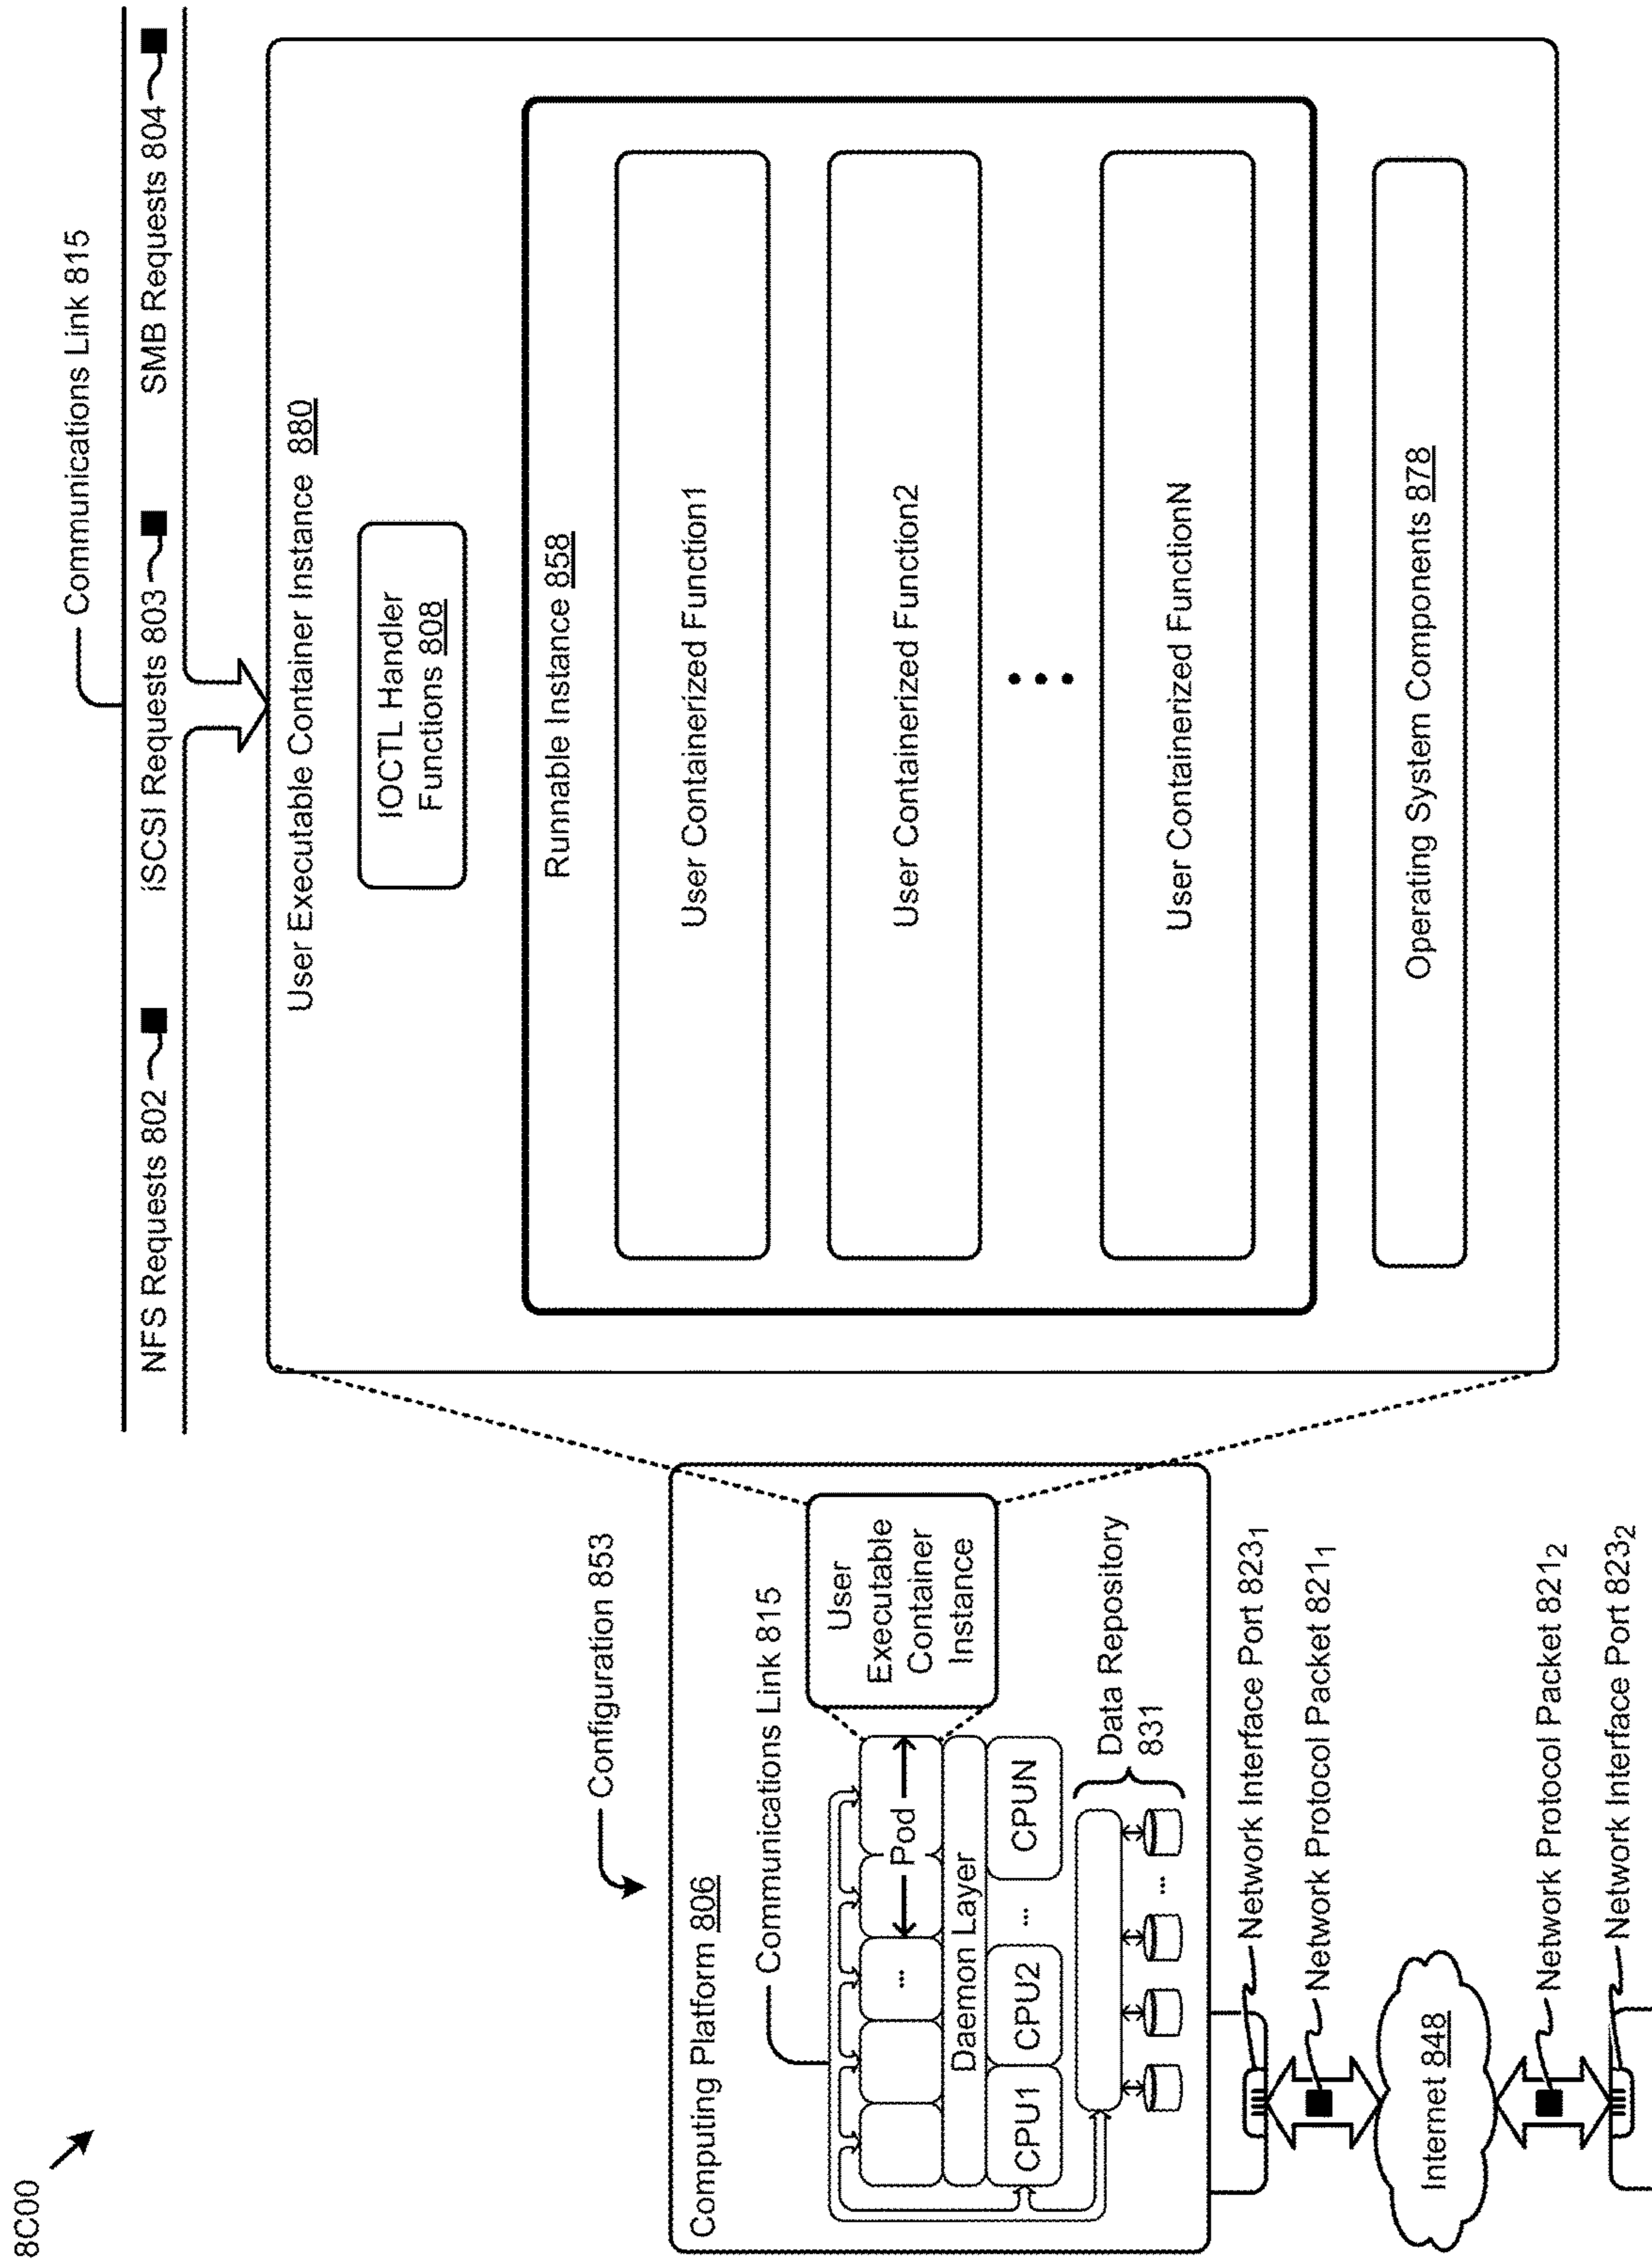 8C00
Configuration 853
Computing Platform 806
Communications Link 815
User
Executable
Container
Instance
...
Pod
Daemon Layer
CPU1
CPU2
...
CPUN
Data Repository
831
...
Network Interface Port 823₁
Network Protocol Packet 821₁
Internet 848
Network Protocol Packet 821₂
Network Interface Port 823₂
Communications Link 815
NFS Requests 802
iSCSI Requests 803
SMB Requests 804
User Executable Container Instance 880
IOCTL Handler
Functions 808
Runnable Instance 858
User Containerized Function1
User Containerized Function2
...
User Containerized FunctionN
Operating System Components 878